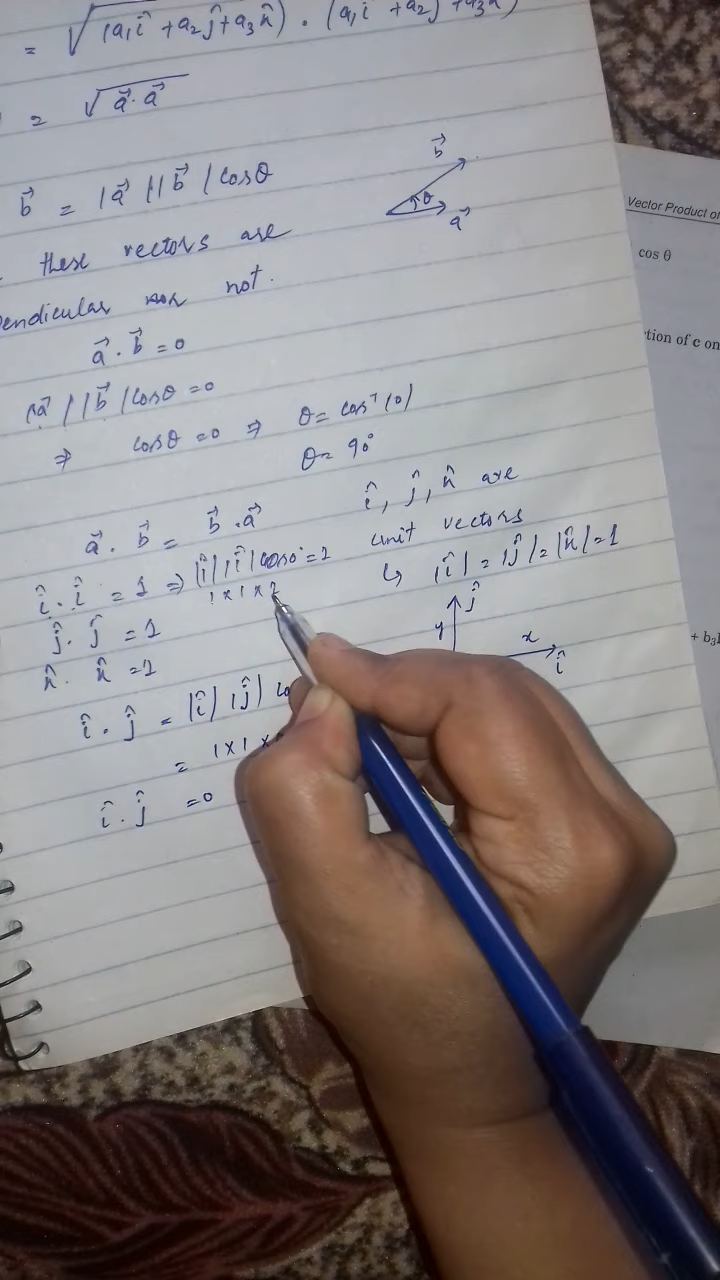 = √(a₁î + a₂ĵ + a₃k̂) . (a₁î + a₂ĵ + a₃k̂)
= √a⃗.a⃗
b⃗ = |a⃗||b⃗| cosθ
b⃗
θ
a⃗
these vectors are
not.
a⃗ . b⃗ = 0
|a⃗||b⃗| cosθ = 0
⇒ cosθ = 0 ⇒ θ = cos⁻¹(0)
θ = 90°
a⃗ . b⃗ = b⃗ . a⃗
î, ĵ, k̂ are
unit vectors
↳ |î| = |ĵ| = |k̂| = 1
î . î = 1 ⇒ |î||î| cos0° = 1
1 x 1 x 1
ĵ . ĵ = 1
k̂ . k̂ = 1
ĵ
y
x
î
î . ĵ = |î||ĵ|
= 1 x 1 x
î . ĵ = 0
Vector Product of
cos θ
tion of c on
+ b₃